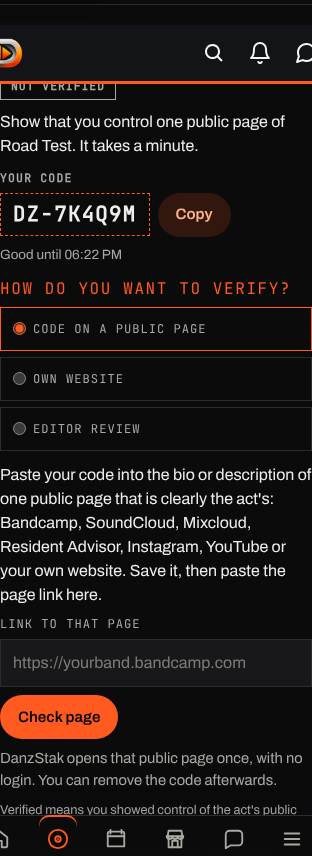 NOT VERIFIED
Show that you control one public page of
Road Test. It takes a minute.
YOUR CODE
DZ-7K4Q9M
Copy
Good until 06:22 PM
HOW DO YOU WANT TO VERIFY?
CODE ON A PUBLIC PAGE
OWN WEBSITE
EDITOR REVIEW
Paste your code into the bio or description of
one public page that is clearly the act's:
Bandcamp, SoundCloud, Mixcloud,
Resident Advisor, Instagram, YouTube or
your own website. Save it, then paste the
page link here.
LINK TO THAT PAGE
https://yourband.bandcamp.com
Check page
DanzStak opens that public page once, with no
login. You can remove the code afterwards.
Verified means you showed control of the act's public